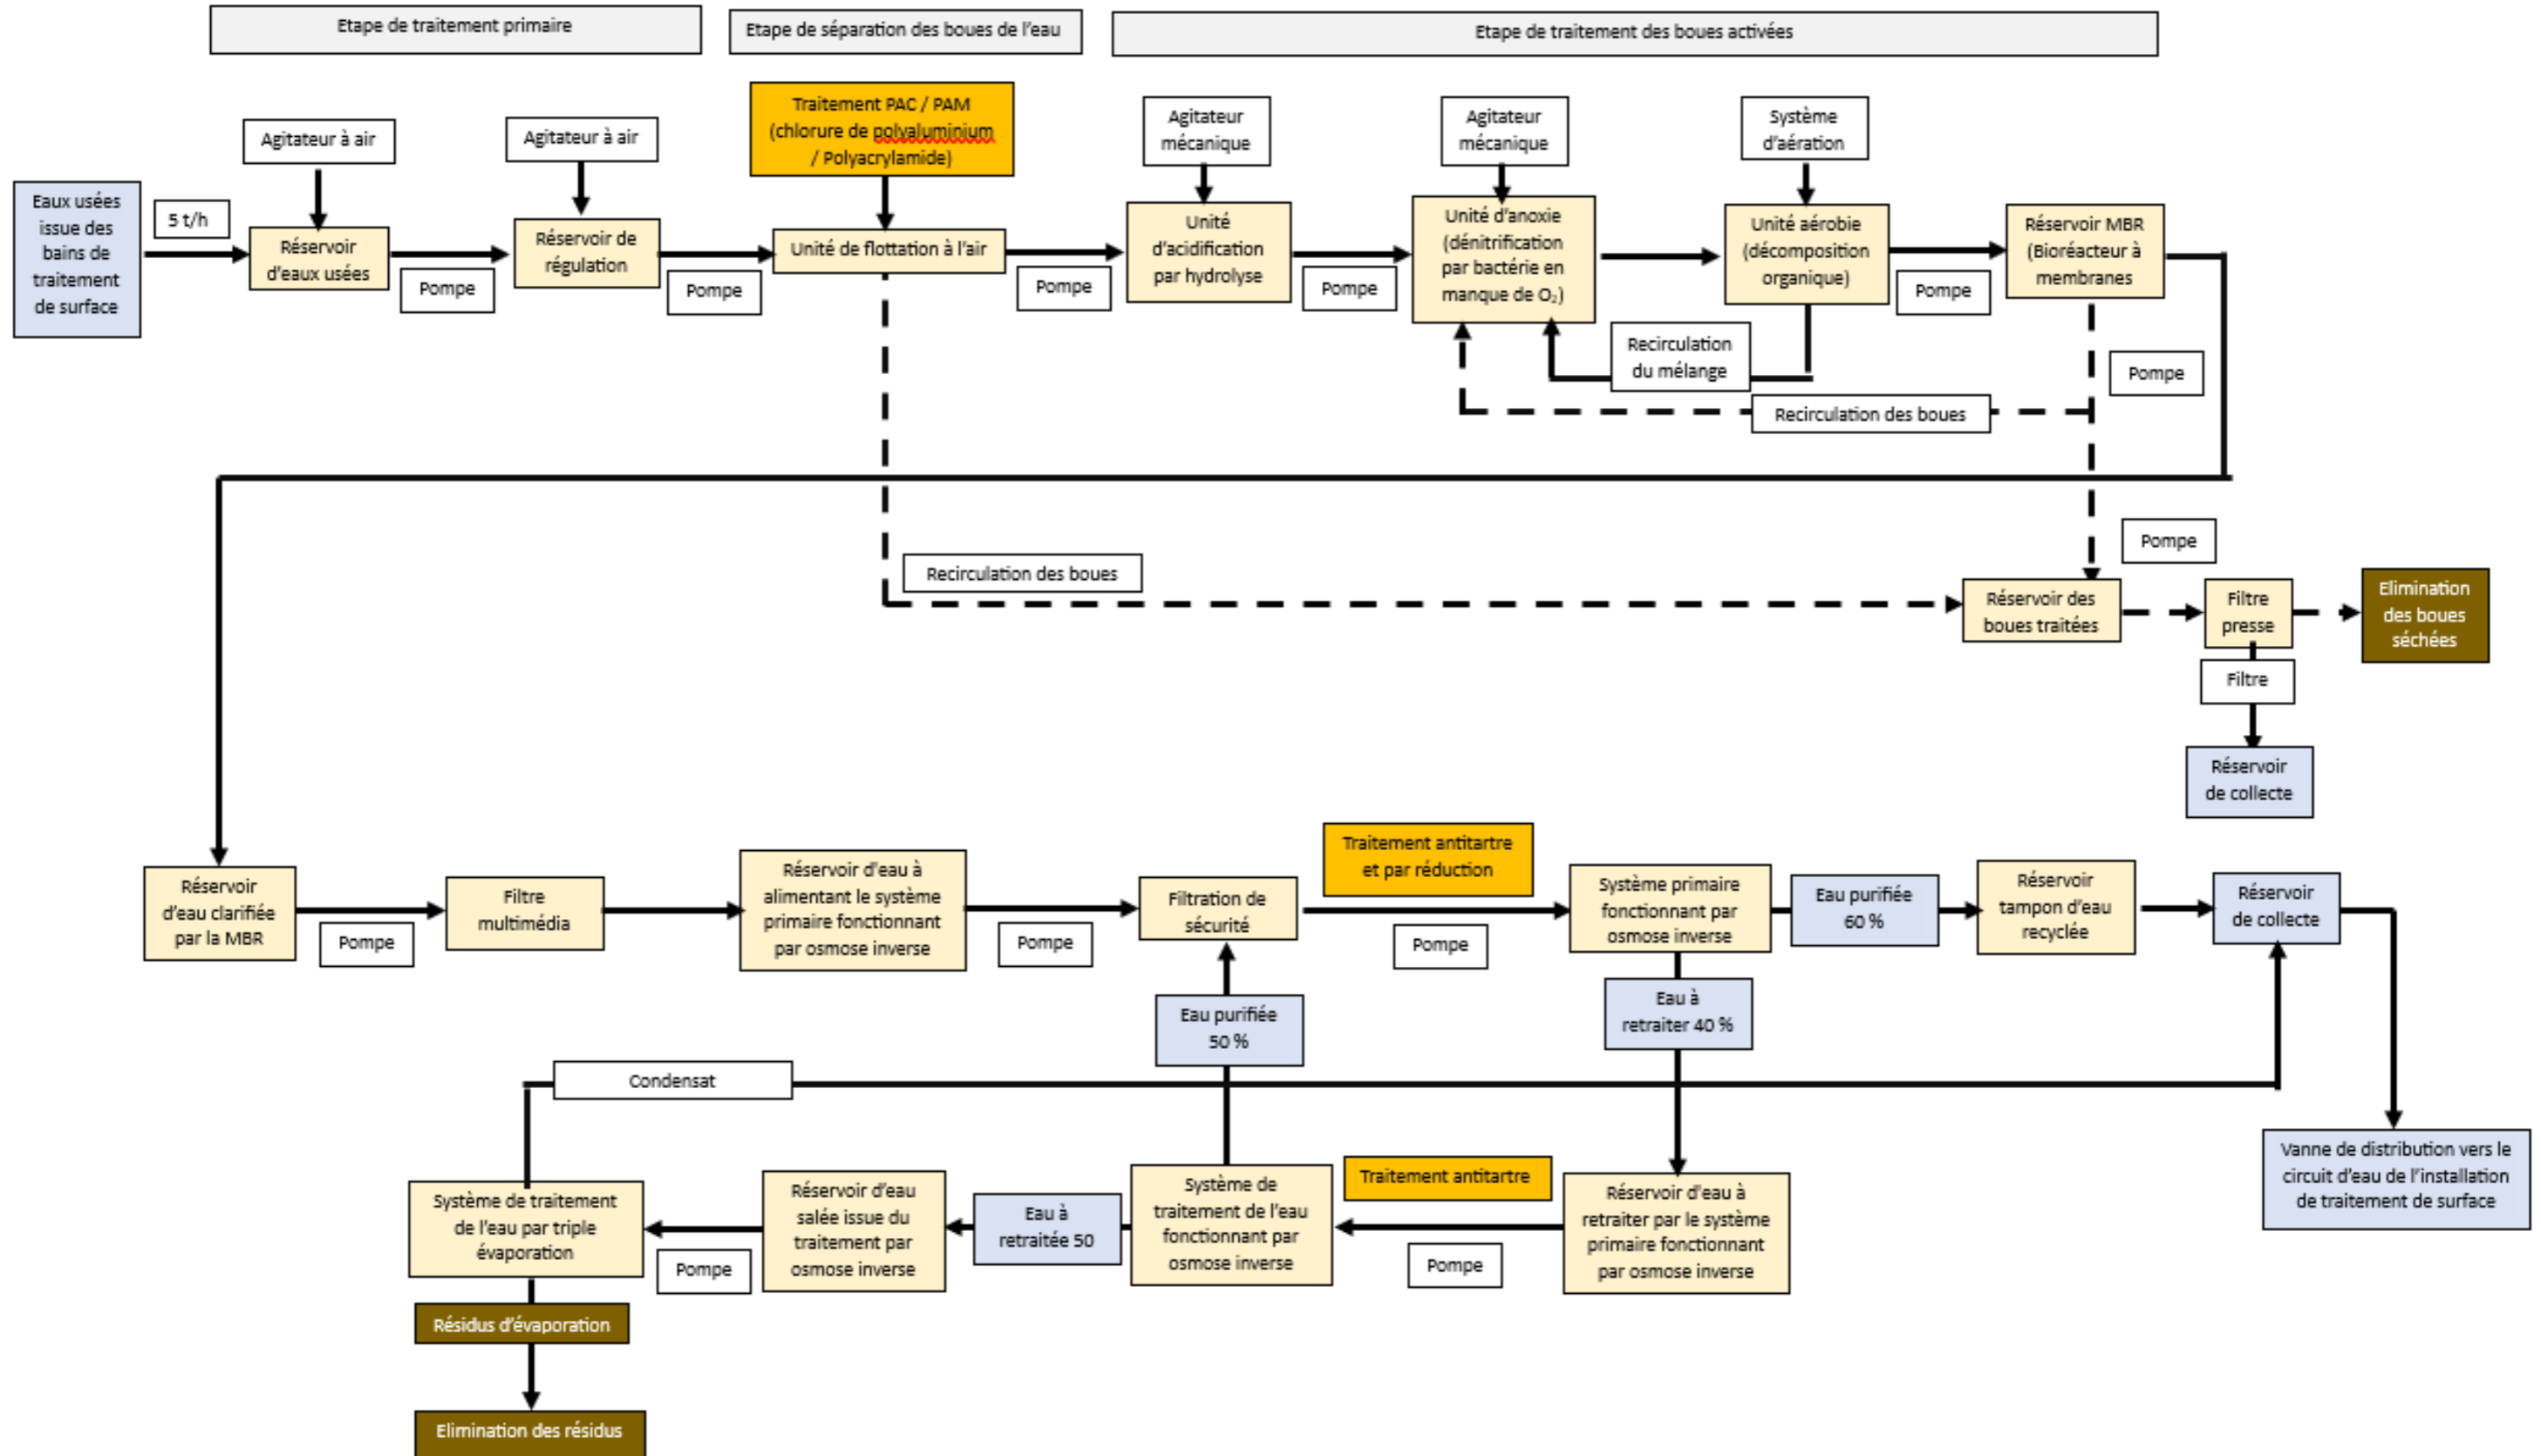 Etape de traitement primaire
Etape de séparation des boues de l'eau
Etape de traitement des boues activées
Agitateur à air
Agitateur à air
Traitement PAC / PAM
(chlorure de polvaluminium
/ Polyacrylamide)
Agitateur
mécanique
Agitateur
mécanique
Système
d'aération
Eaux usées
issue des
bains de
traitement
de surface
5 t/h
Réservoir
d'eaux usées
Pompe
Réservoir de
régulation
Pompe
Unité de flottation à l'air
Pompe
Unité
d'acidification
par hydrolyse
Pompe
Unité d'anoxie
(dénitrification
par bactérie en
manque de O₂)
Unité aérobie
(décomposition
organique)
Pompe
Réservoir MBR
(Bioréacteur à
membranes
Recirculation
du mélange
Pompe
Recirculation des boues
Pompe
Recirculation des boues
Réservoir des
boues traitées
Filtre
presse
Elimination
des boues
séchées
Filtre
Réservoir
de collecte
Réservoir
d'eau clarifiée
par la MBR
Pompe
Filtre
multimédia
Réservoir d'eau à
alimentant le système
primaire fonctionnant
par osmose inverse
Pompe
Filtration de
sécurité
Traitement antitartre
et par réduction
Pompe
Système primaire
fonctionnant par
osmose inverse
Eau purifiée
60 %
Réservoir
tampon d'eau
recyclée
Réservoir
de collecte
Eau purifiée
50 %
Eau à
retraiter 40 %
Condensat
Système de traitement
de l'eau par triple
évaporation
Pompe
Réservoir d'eau
salée issue du
traitement par
osmose inverse
Eau à
retraitée 50
Système de
traitement de l'eau
fonctionnant par
osmose inverse
Traitement antitartre
Pompe
Réservoir d'eau à
retraiter par le système
primaire fonctionnant
par osmose inverse
Vanne de distribution vers le
circuit d'eau de l'installation
de traitement de surface
Résidus d'évaporation
Elimination des résidus